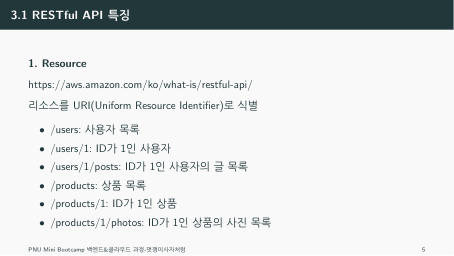 3.1 RESTful API 특징
1. Resource
https://aws.amazon.com/ko/what-is/restful-api/
리소스를 URI(Uniform Resource Identifier)로 식별
• /users: 사용자 목록
• /users/1: ID가 1인 사용자
• /users/1/posts: ID가 1인 사용자의 글 목록
• /products: 상품 목록
• /products/1: ID가 1인 상품
• /products/1/photos: ID가 1인 상품의 사진 목록
PNU Mini Bootcamp 백엔드&클라우드 과정-멋쟁이사자처럼 5